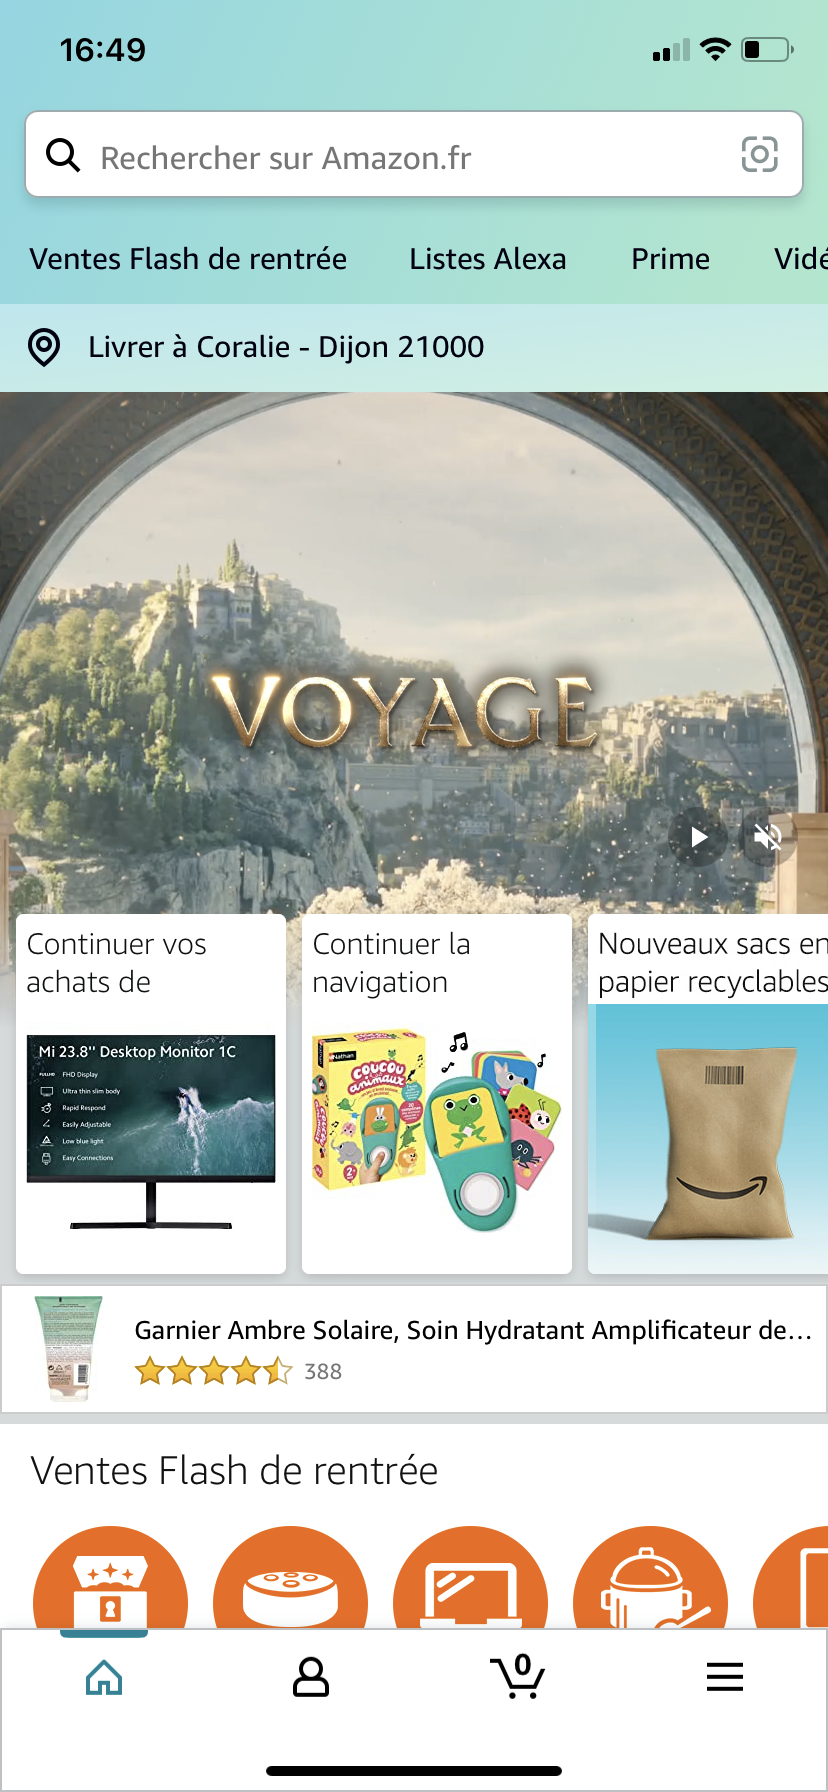 16:49
Rechercher sur Amazon.fr
Ventes Flash de rentrée Listes Alexa Prime Vidé
Livrer à Coralie - Dijon 21000
VOYAGE
Continuer vos
achats de
Mi 23.8'' Desktop Monitor 1C
FULLHD FHD Display
Ultra thin slim body
Rapid Respond
Easily Adjustable
Low blue light
Easy Connections
Continuer la
navigation
Nathan
COUCOU
animaux
Nouveaux sacs en
papier recyclables
Garnier Ambre Solaire, Soin Hydratant Amplificateur de...
388
Ventes Flash de rentrée
0